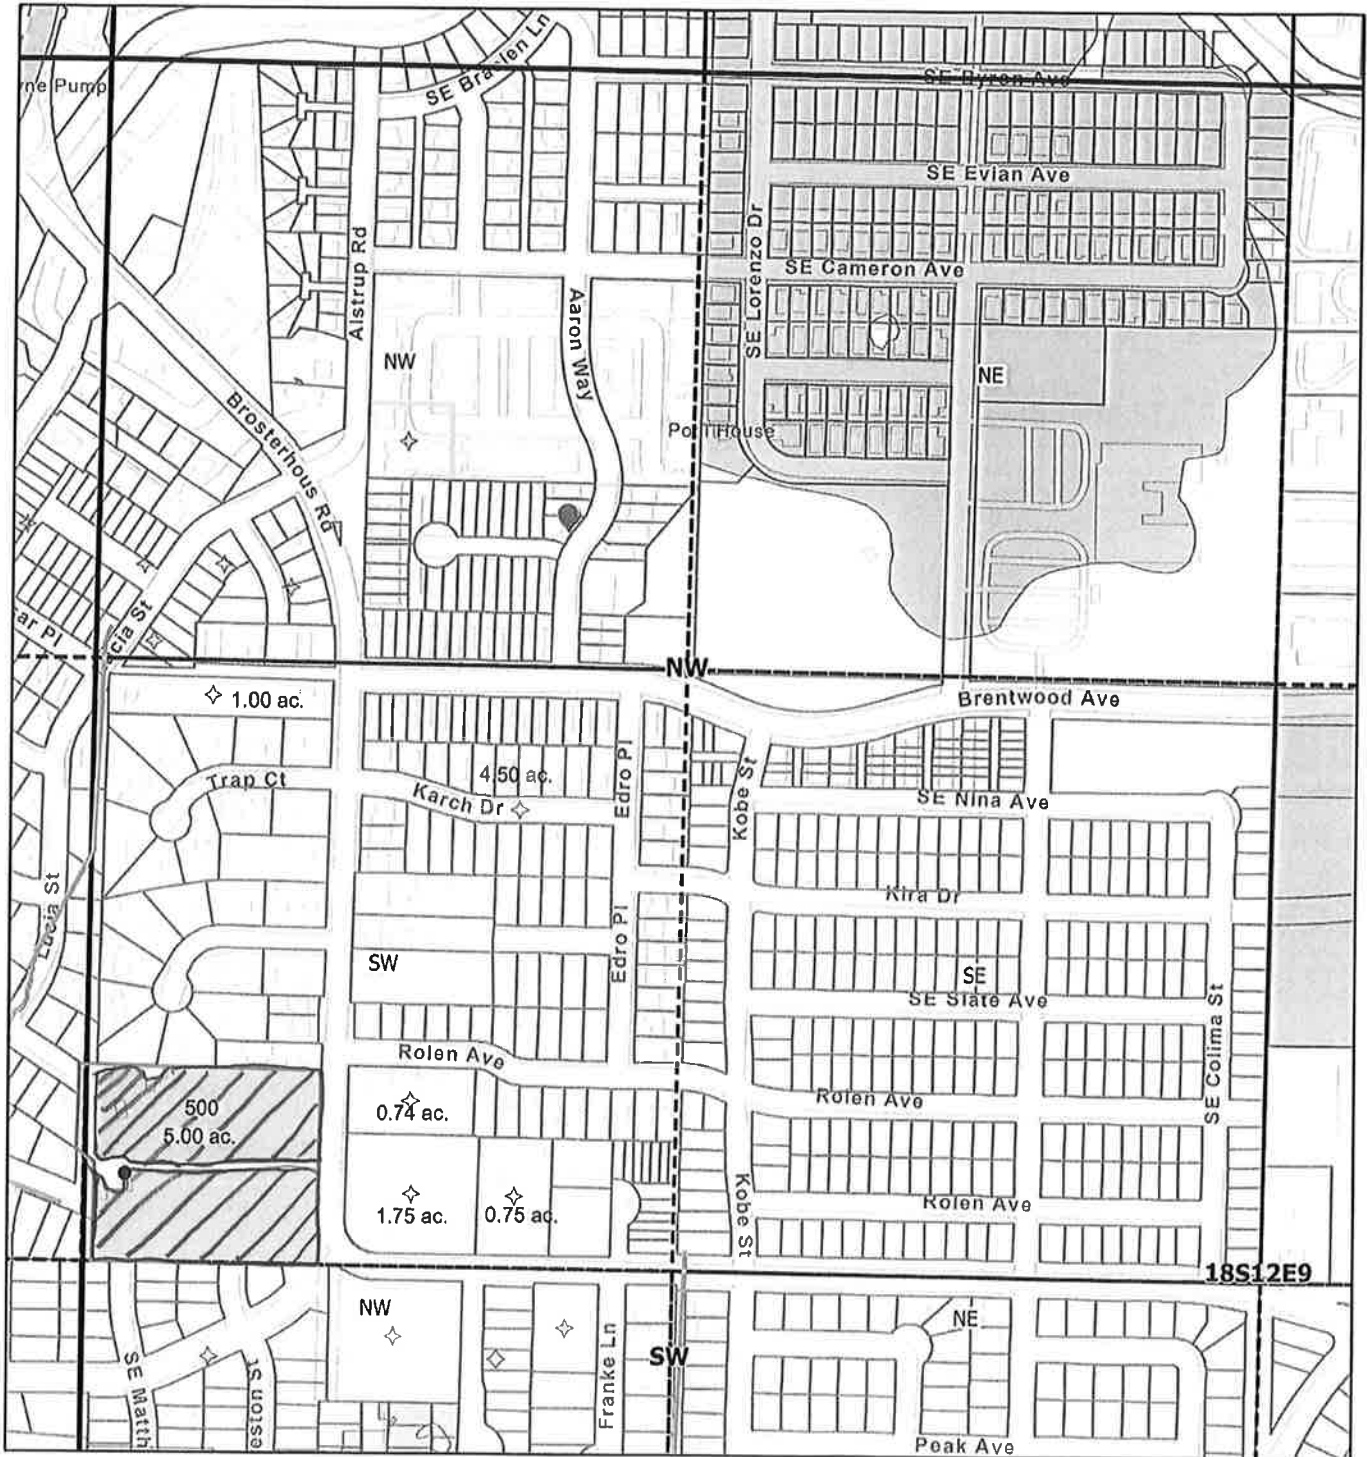 SE Braelen Ln
SE Byron Ave
ne Pump
SE Evian Ave
SE Lorenzo Dr
SE Cameron Ave
Alstrup Rd
Aaron Way
NW
NE
Brosterhous Rd
House
ar Pl
cia St
NW
Brentwood Ave
1.00 ac.
Trap Ct
4.50 ac.
Karch Dr
Edro Pl
Kobe St
SE Nina Ave
Kira Dr
Lucia St
Edro Pl
SW
SE
SE Slate Ave
SE Colima St
Rolen Ave
Rolen Ave
500
5.00 ac.
0.74 ac.
1.75 ac.
0.75 ac.
Kobe St
Rolen Ave
18S12E9
NW
NE
SW
SE Matth
eston St
Franke Ln
Peak Ave